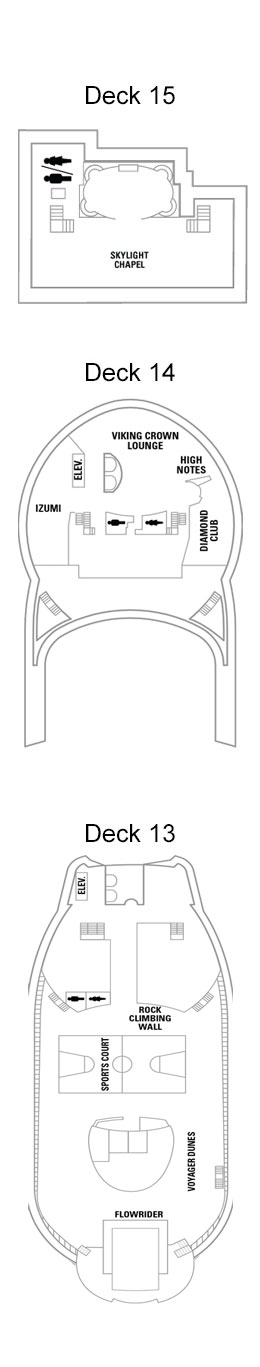 Deck 15
SKYLIGHT
CHAPEL
Deck 14
VIKING CROWN
LOUNGE
HIGH
NOTES
ELEV.
IZUMI
DIAMOND
CLUB
Deck 13
ELEV.
ROCK
CLIMBING
WALL
SPORTS COURT
VOYAGER DUNES
FLOWRIDER